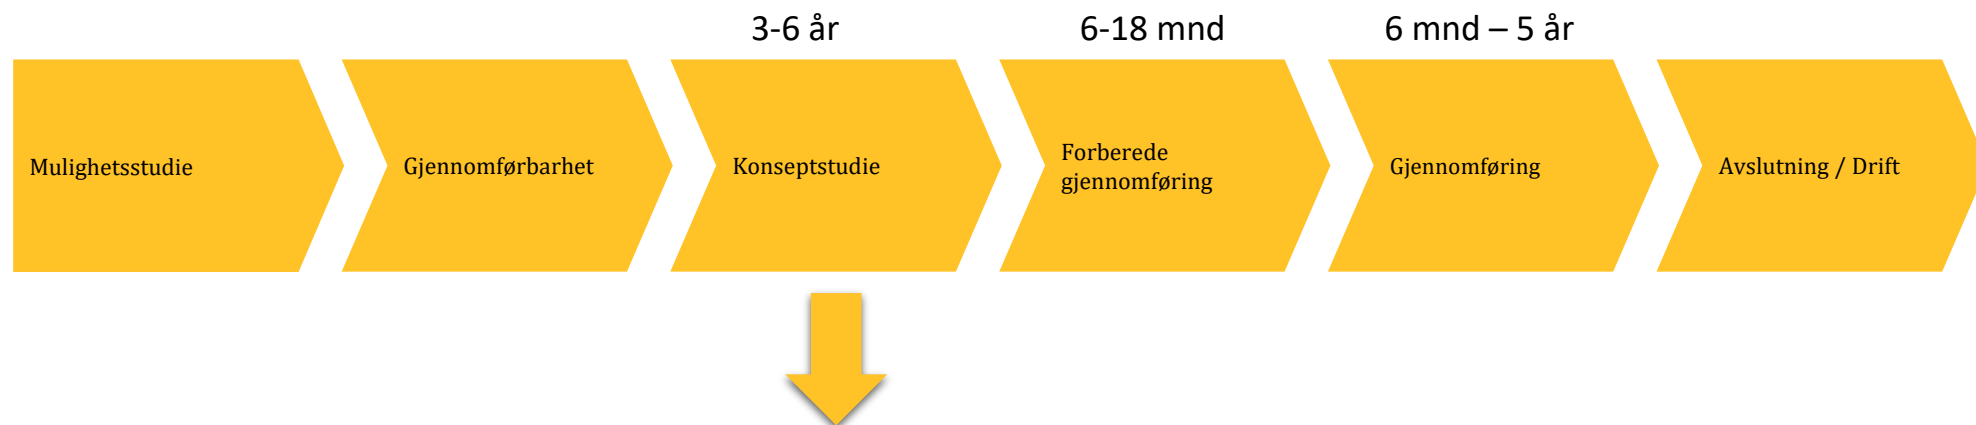 3-6 år
6-18 mnd
6 mnd – 5 år
Mulighetsstudie
Gjennomførbarhet
Konseptstudie
Forberede
gjennomføring
Gjennomføring
Avslutning / Drift